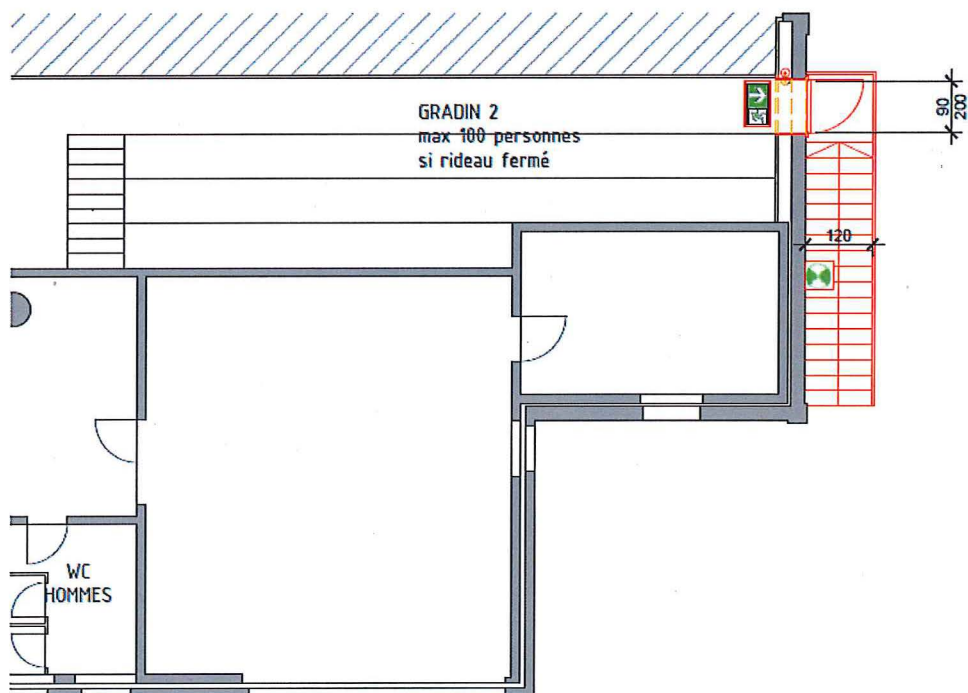 GRADIN 2
max 100 personnes
si rideau fermé
90
200
120
WC
HOMMES